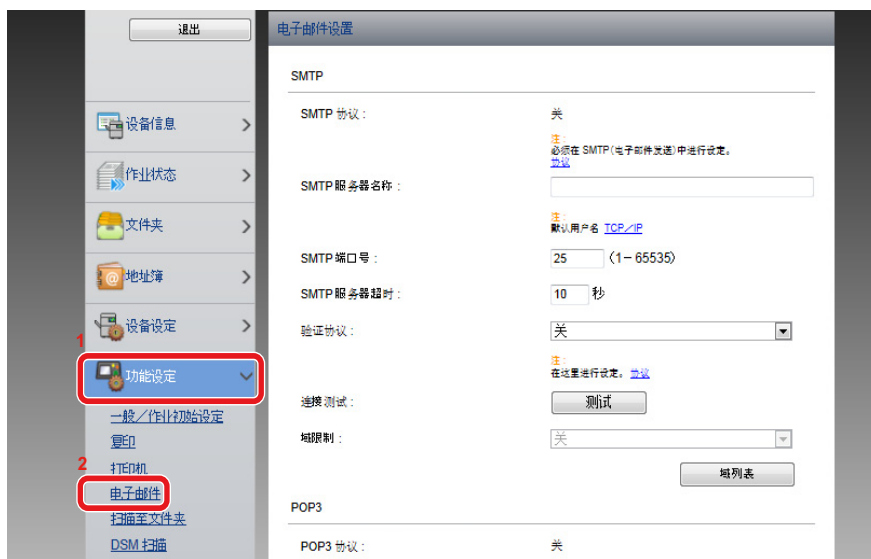 退出
设备信息
作业状态
文件夹
地址簿
设备设定
1
功能设定
一般／作业初始设定
复印
2
打印机
电子邮件
扫描至文件夹
DSM 扫描
电子邮件设置
SMTP
SMTP 协议 : 关
注 :
必须在 SMTP(电子邮件发送)中进行设定。
协议
SMTP 服务器名称 :
注 :
默认用户名 TCP／IP
SMTP 端口号 : 25 (1－65535)
SMTP 服务器超时 : 10 秒
验证协议 : 关
注 :
在这里进行设定。 协议
连接测试 : 测试
域限制 : 关
域列表
POP3
POP3 协议 : 关